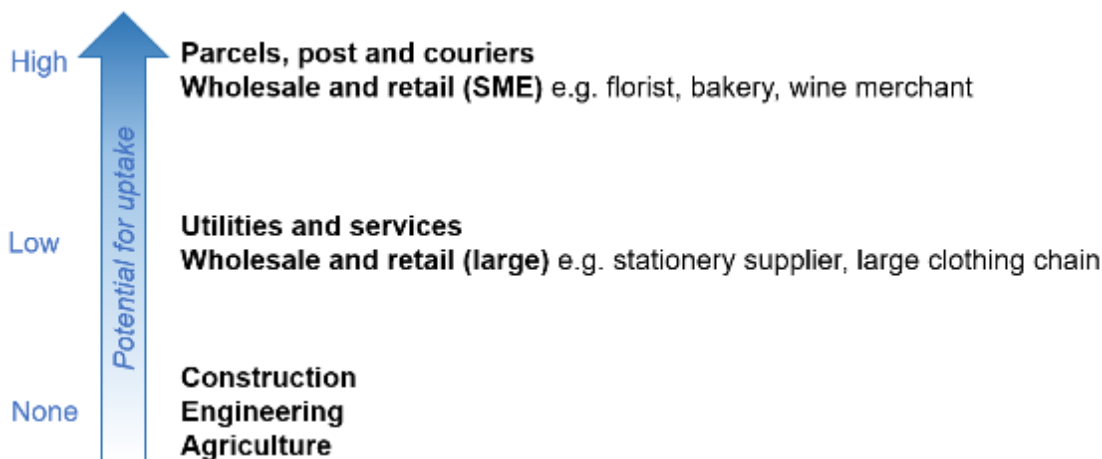 High
Parcels, post and couriers
Wholesale and retail (SME) e.g. florist, bakery, wine merchant
Potential for uptake
Low
Utilities and services
Wholesale and retail (large) e.g. stationery supplier, large clothing chain
None
Construction
Engineering
Agriculture